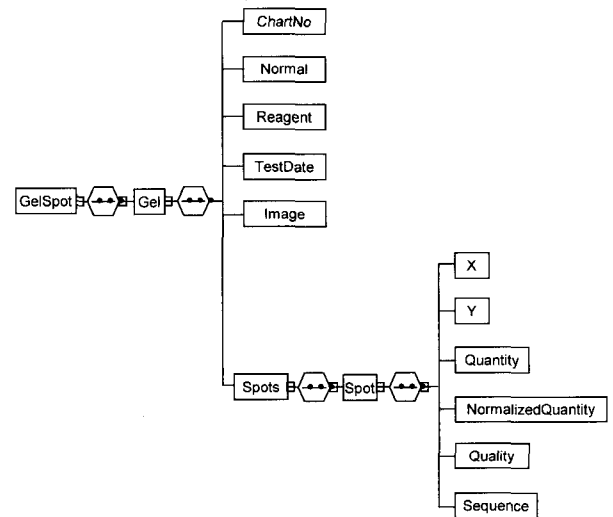 ChartNo
Normal
Reagent
TestDate
GelSpot
Gel
Image
X
Y
Quantity
Spots
Spot
NormalizedQuantity
Quality
Sequence